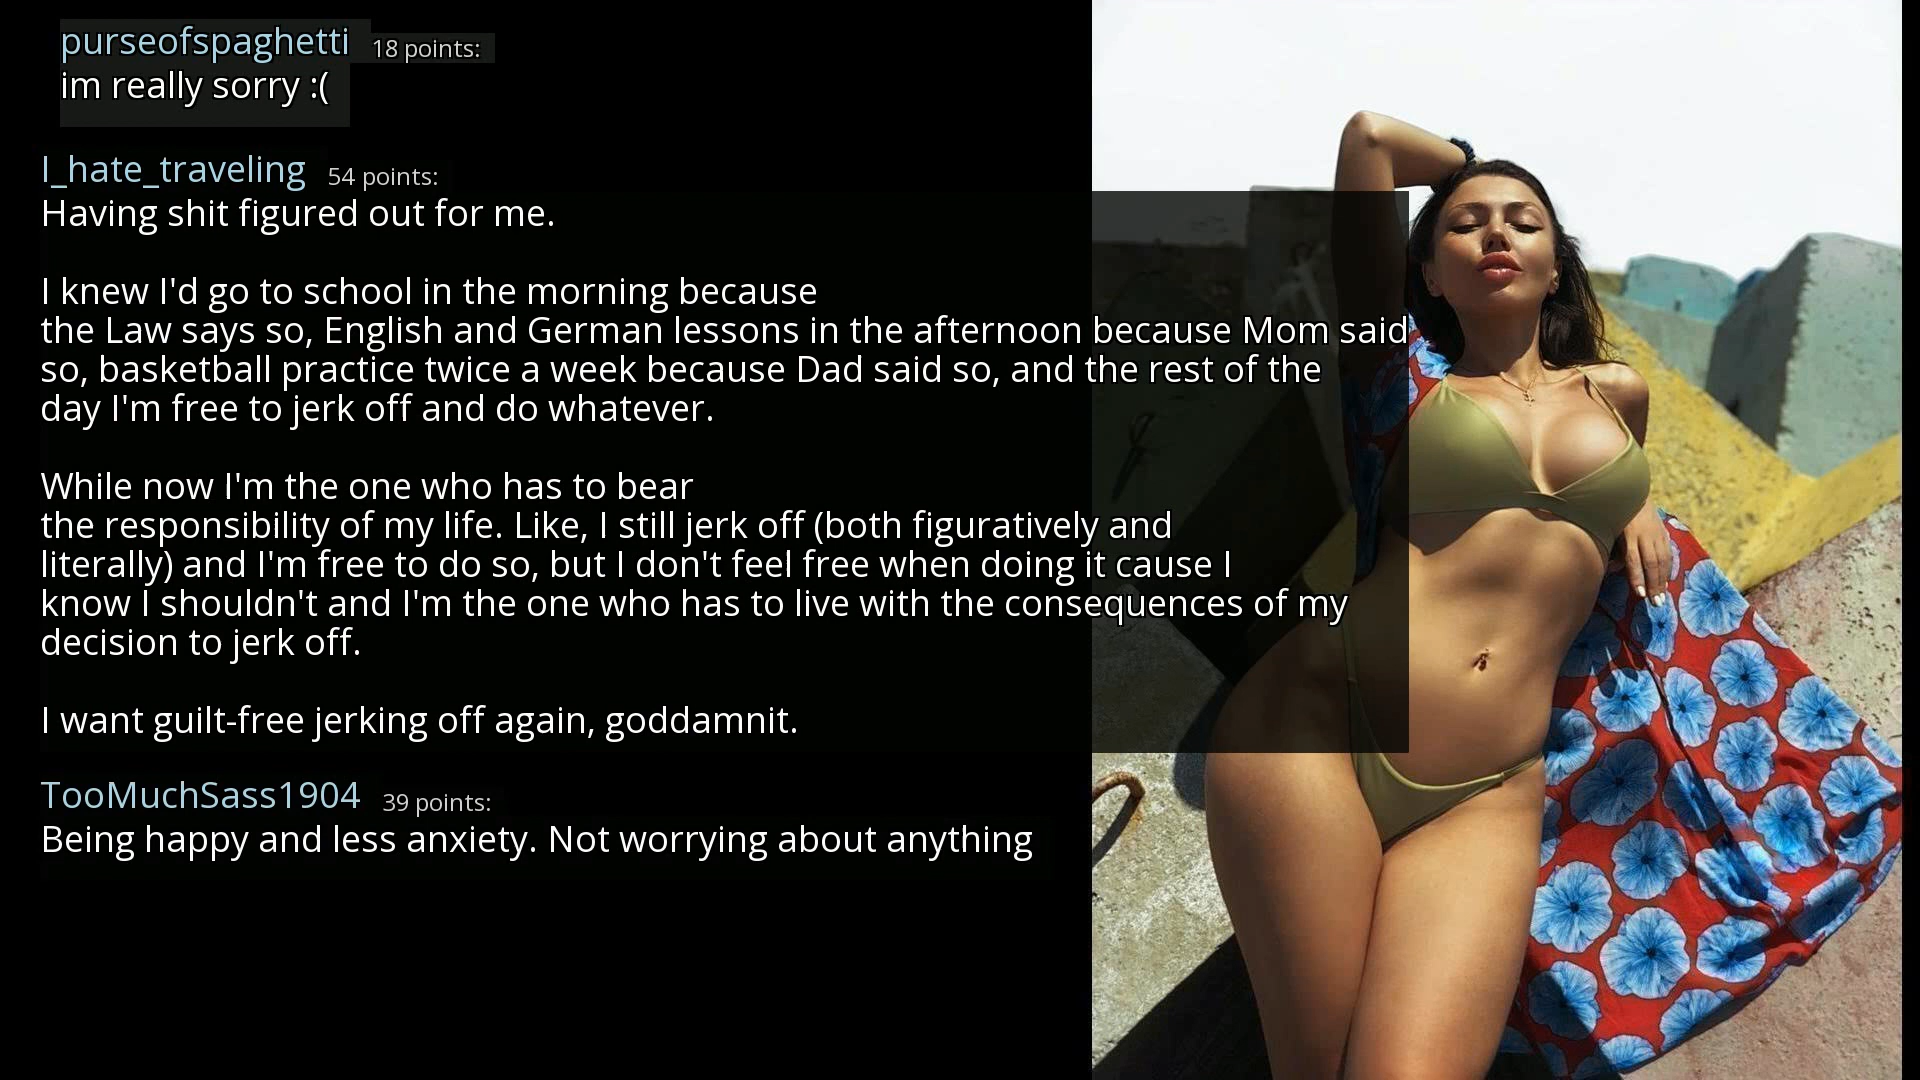 purseofspaghetti 18 points:
im really sorry :(
I_hate_traveling 54 points:
Having shit figured out for me.
I knew I'd go to school in the morning because
the Law says so, English and German lessons in the afternoon because Mom said
so, basketball practice twice a week because Dad said so, and the rest of the
day I'm free to jerk off and do whatever.
While now I'm the one who has to bear
the responsibility of my life. Like, I still jerk off (both figuratively and
literally) and I'm free to do so, but I don't feel free when doing it cause I
know I shouldn't and I'm the one who has to live with the consequences of my
decision to jerk off.
I want guilt-free jerking off again, goddamnit.
TooMuchSass1904 39 points:
Being happy and less anxiety. Not worrying about anything